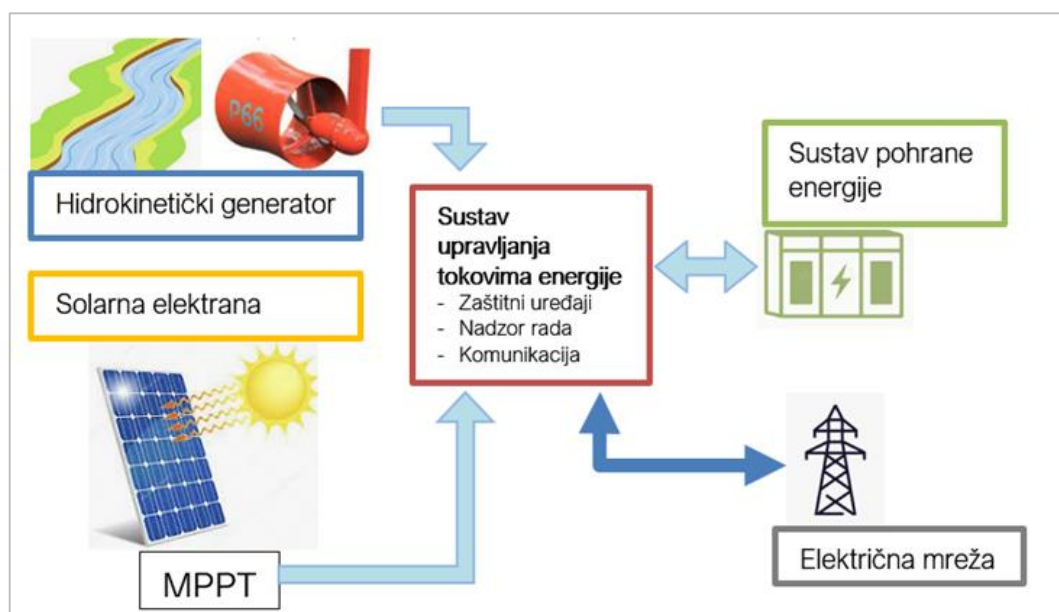 P66
Hidrokinetički generator
Solarna elektrana
MPPT
Sustav
upravljanja
tokovima energije
- Zaštitni uređaji
- Nadzor rada
- Komunikacija
Sustav pohrane
energije
Električna mreža